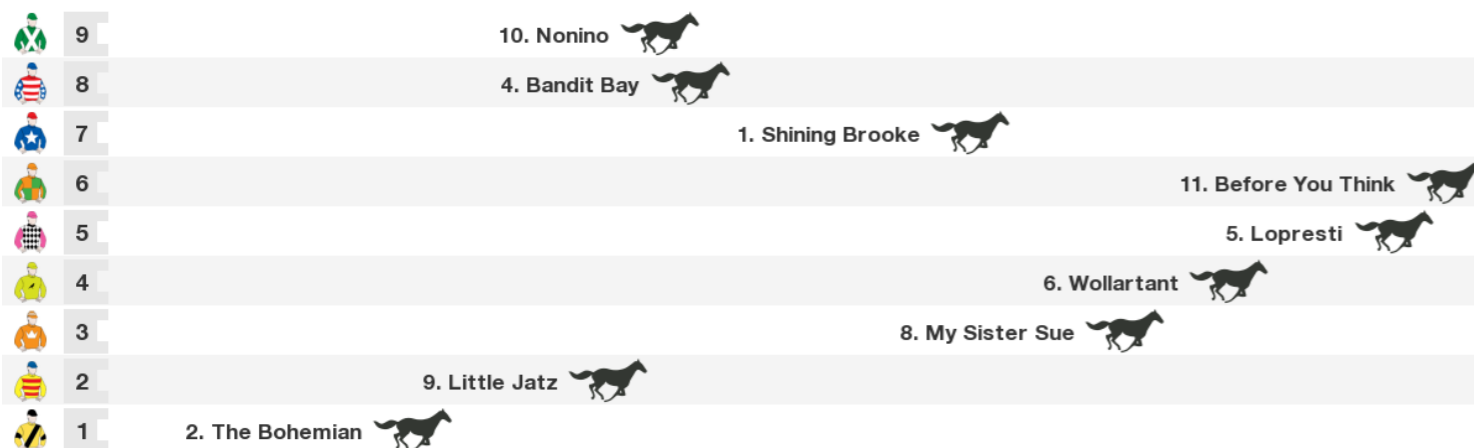 9 10. Nonino
8 4. Bandit Bay
7 1. Shining Brooke
6 11. Before You Think
5 5. Lopresti
4 6. Wollartant
3 8. My Sister Sue
2 9. Little Jatz
1 2. The Bohemian